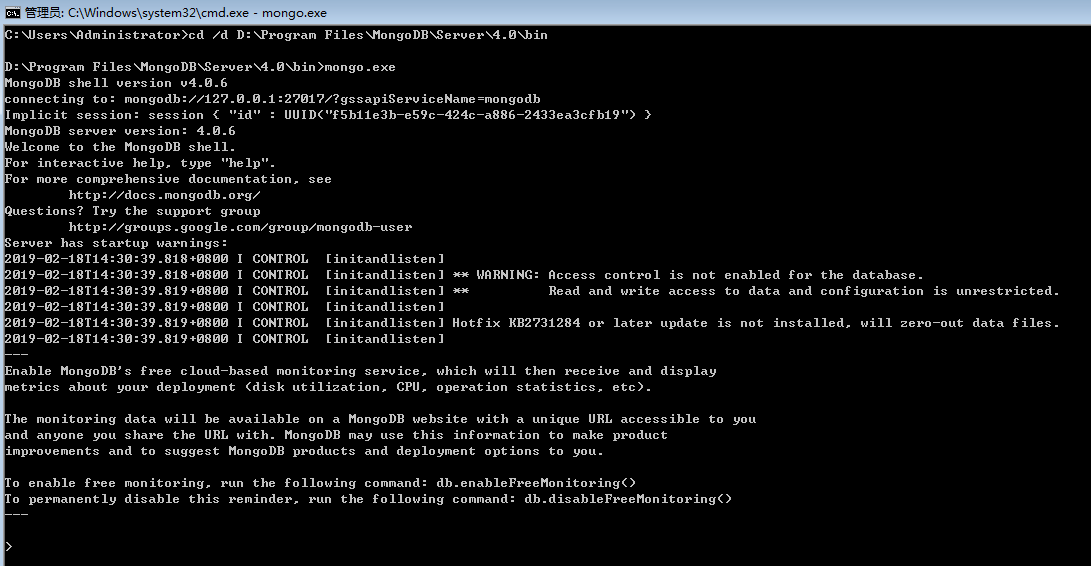 管理员: C:\Windows\system32\cmd.exe - mongo.exe
C:\Users\Administrator>cd /d D:\Program Files\MongoDB\Server\4.0\bin
D:\Program Files\MongoDB\Server\4.0\bin>mongo.exe
MongoDB shell version v4.0.6
connecting to: mongodb://127.0.0.1:27017/?gssapiServiceName=mongodb
Implicit session: session { "id" : UUID("f5b11e3b-e59c-424c-a886-2433ea3cfb19") }
MongoDB server version: 4.0.6
Welcome to the MongoDB shell.
For interactive help, type "help".
For more comprehensive documentation, see
        http://docs.mongodb.org/
Questions? Try the support group
        http://groups.google.com/group/mongodb-user
Server has startup warnings:
2019-02-18T14:30:39.818+0800 I CONTROL  [initandlisten]
2019-02-18T14:30:39.818+0800 I CONTROL  [initandlisten] ** WARNING: Access control is not enabled for the database.
2019-02-18T14:30:39.819+0800 I CONTROL  [initandlisten] **          Read and write access to data and configuration is unrestricted.
2019-02-18T14:30:39.819+0800 I CONTROL  [initandlisten]
2019-02-18T14:30:39.819+0800 I CONTROL  [initandlisten] Hotfix KB2731284 or later update is not installed, will zero-out data files.
2019-02-18T14:30:39.819+0800 I CONTROL  [initandlisten]
---
Enable MongoDB's free cloud-based monitoring service, which will then receive and display
metrics about your deployment (disk utilization, CPU, operation statistics, etc).
The monitoring data will be available on a MongoDB website with a unique URL accessible to you
and anyone you share the URL with. MongoDB may use this information to make product
improvements and to suggest MongoDB products and deployment options to you.
To enable free monitoring, run the following command: db.enableFreeMonitoring()
To permanently disable this reminder, run the following command: db.disableFreeMonitoring()
---
>